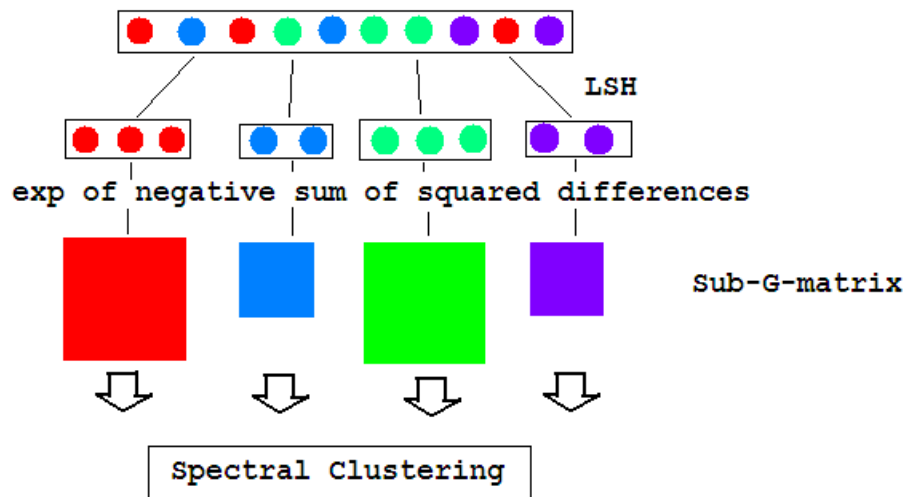 LSH
exp of negative sum of squared differences
Sub-G-matrix
Spectral Clustering